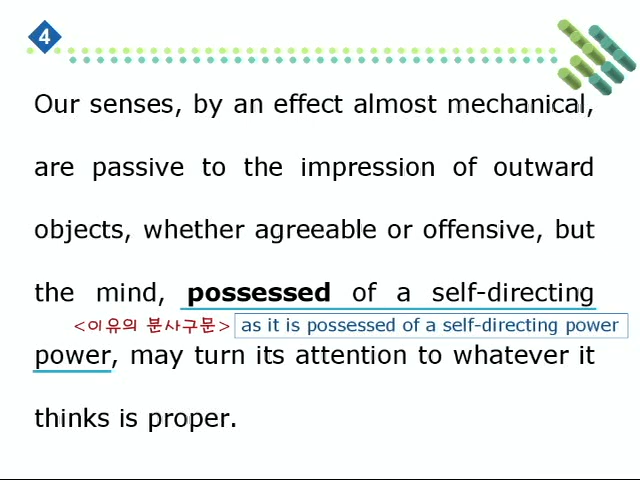 4
Our senses, by an effect almost mechanical,
are passive to the impression of outward
objects, whether agreeable or offensive, but
the mind, possessed of a self-directing
<이유의 분사구문> as it is possessed of a self-directing power
power, may turn its attention to whatever it
thinks is proper.